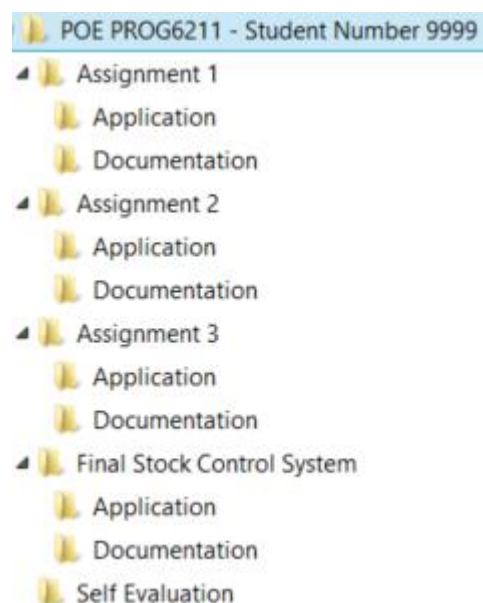 POE PROG6211 - Student Number 9999
Assignment 1
Application
Documentation
Assignment 2
Application
Documentation
Assignment 3
Application
Documentation
Final Stock Control System
Application
Documentation
Self Evaluation